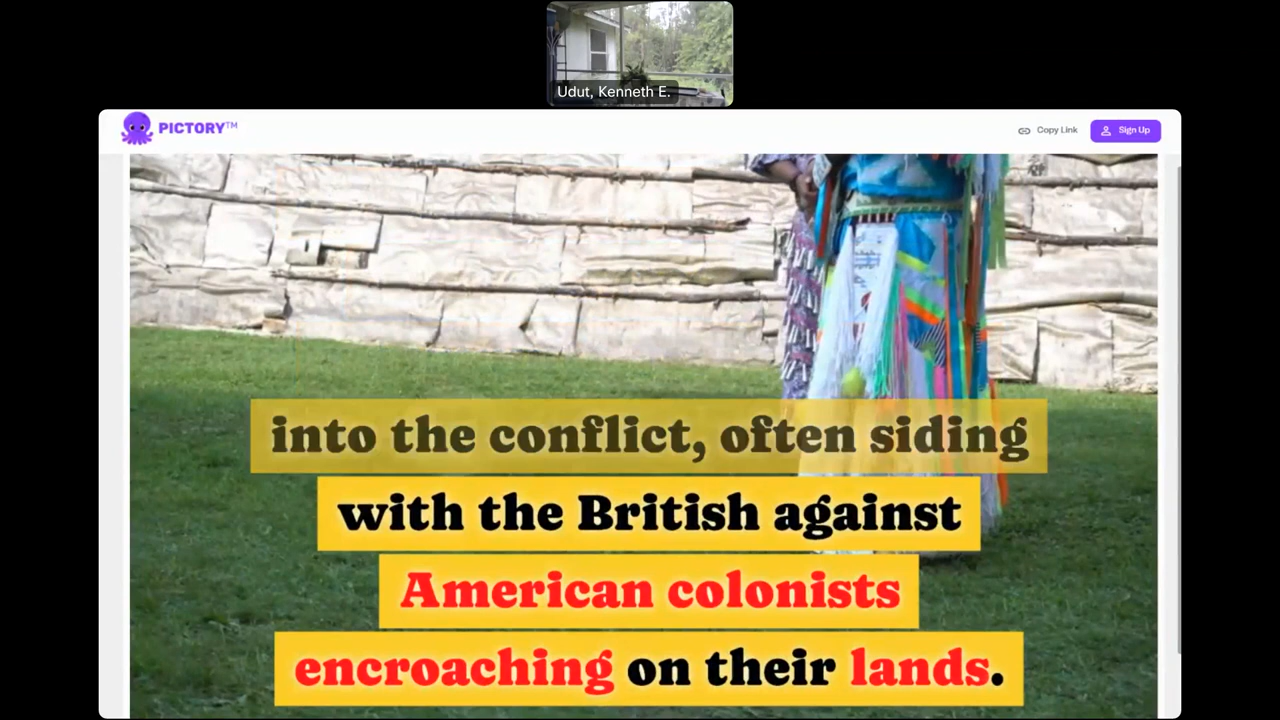 Udut, Kenneth E.
PICTORY™
Copy Link
Sign Up
into the conflict, often siding
with the British against
American colonists
encroaching on their lands.